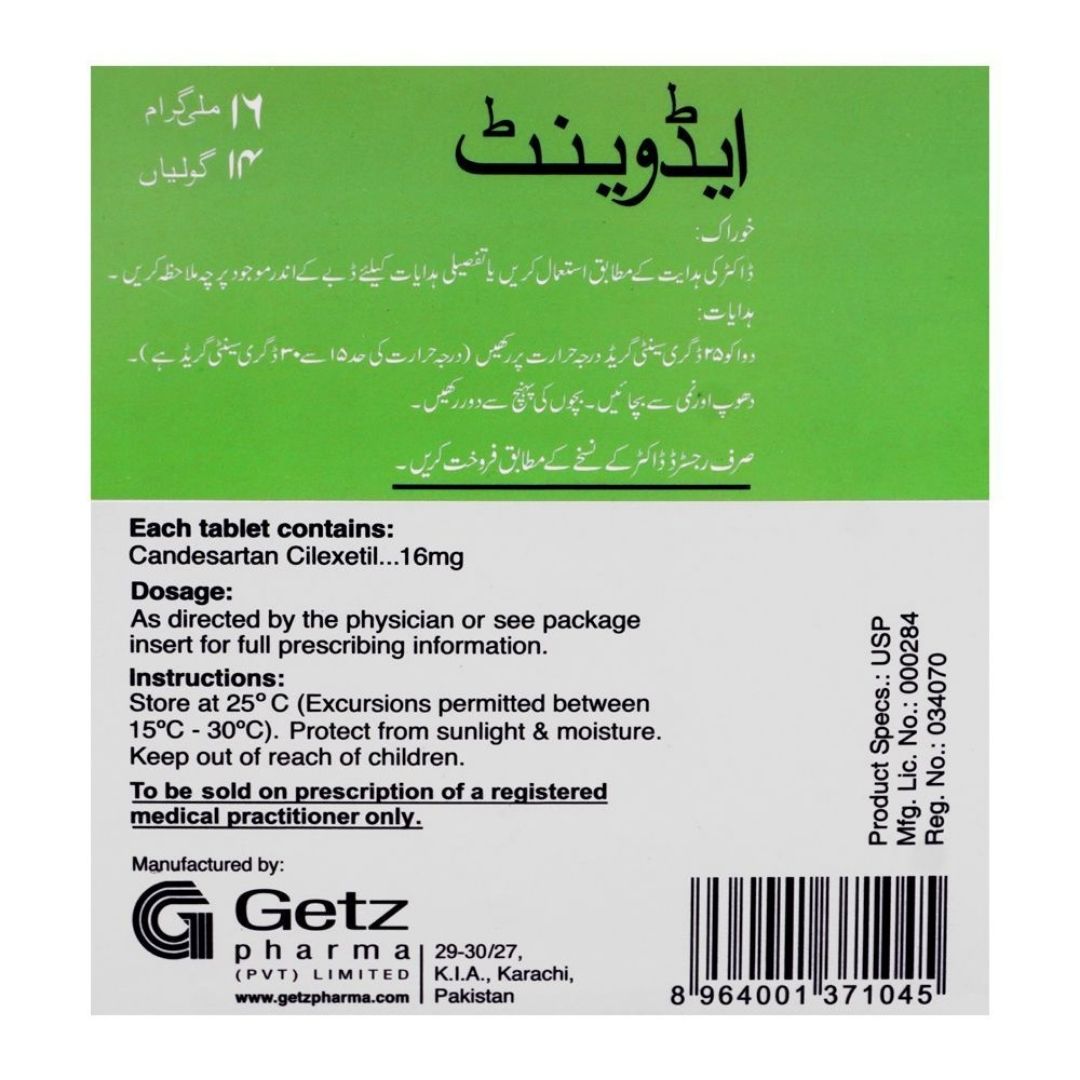 ایڈوینٹ
۱۶ ملی گرام
۱۴ گولیاں
خوراک:
ڈاکٹر کی ہدایت کے مطابق استعمال کریں یا تفصیلی ہدایات کیلئے ڈبے کے اندر موجود پرچہ ملاحظہ کریں ۔
ہدایات:
دوا کو ۲۵ ڈگری سینٹی گریڈ درجہ حرارت پر رکھیں (درجہ حرارت کی حد ۱۵ سے ۳۰ ڈگری سینٹی گریڈ ہے)۔
دھوپ اور نمی سے بچائیں ۔ بچوں کی پہنچ سے دور رکھیں ۔
صرف رجسٹرڈ ڈاکٹر کے نسخے کے مطابق فروخت کریں ۔
Each tablet contains:
Candesartan Cilexetil...16mg
Dosage:
As directed by the physician or see package
insert for full prescribing information.
Instructions:
Store at 25°C (Excursions permitted between
15°C - 30°C). Protect from sunlight & moisture.
Keep out of reach of children.
To be sold on prescription of a registered
medical practitioner only.
Product Specs.: USP
Mfg. Lic. No.: 000284
Reg. No.: 034070
Manufactured by:
Getz
pharma
(PVT) LIMITED
www.getzpharma.com
29-30/27,
K.I.A., Karachi,
Pakistan
8 964001 371045